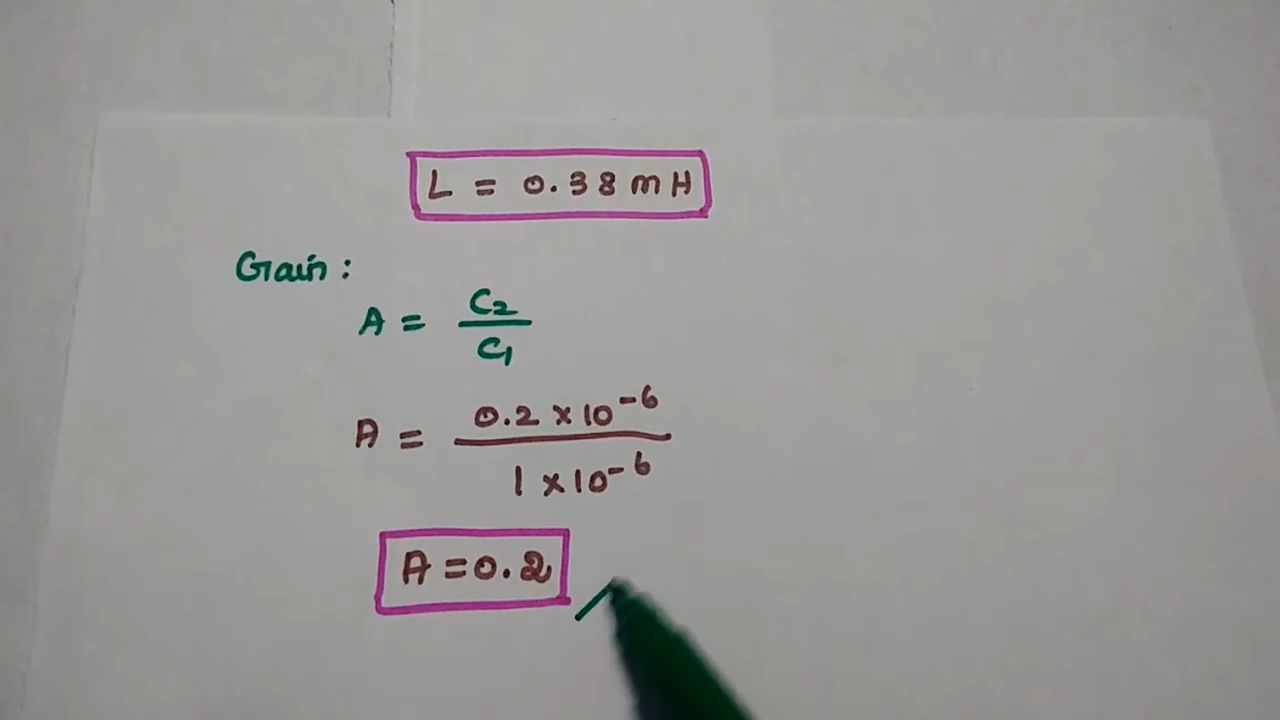 L = 0.38 mH
Gain :
A = C₂ / C₁
A = 0.2 × 10⁻⁶ / 1 × 10⁻⁶
A = 0.2